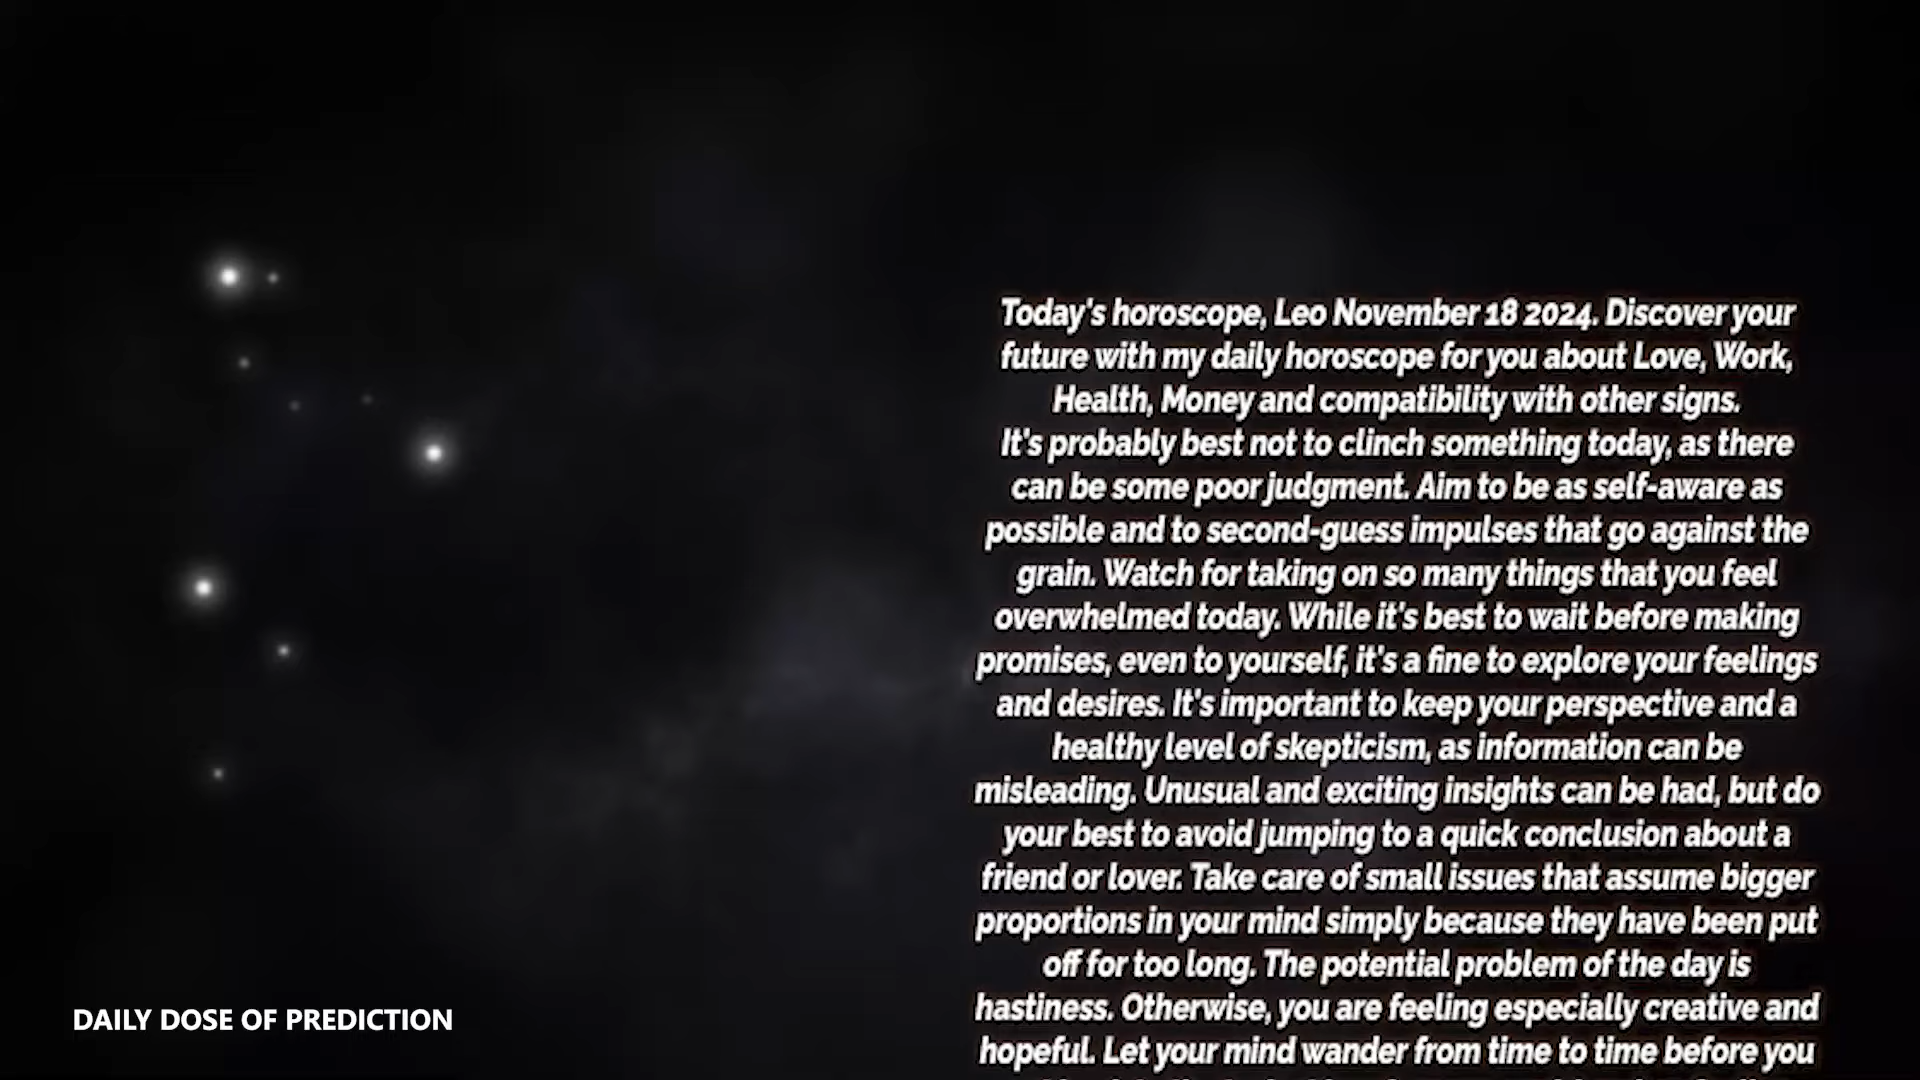 Today's horoscope, Leo November 18 2024. Discover your
future with my daily horoscope for you about Love, Work,
Health, Money and compatibility with other signs.
It's probably best not to clinch something today, as there
can be some poor judgment. Aim to be as self-aware as
possible and to second-guess impulses that go against the
grain. Watch for taking on so many things that you feel
overwhelmed today. While it's best to wait before making
promises, even to yourself, it's a fine to explore your feelings
and desires. It's important to keep your perspective and a
healthy level of skepticism, as information can be
misleading. Unusual and exciting insights can be had, but do
your best to avoid jumping to a quick conclusion about a
friend or lover. Take care of small issues that assume bigger
proportions in your mind simply because they have been put
off for too long. The potential problem of the day is
hastiness. Otherwise, you are feeling especially creative and
hopeful. Let your mind wander from time to time before you
DAILY DOSE OF PREDICTION